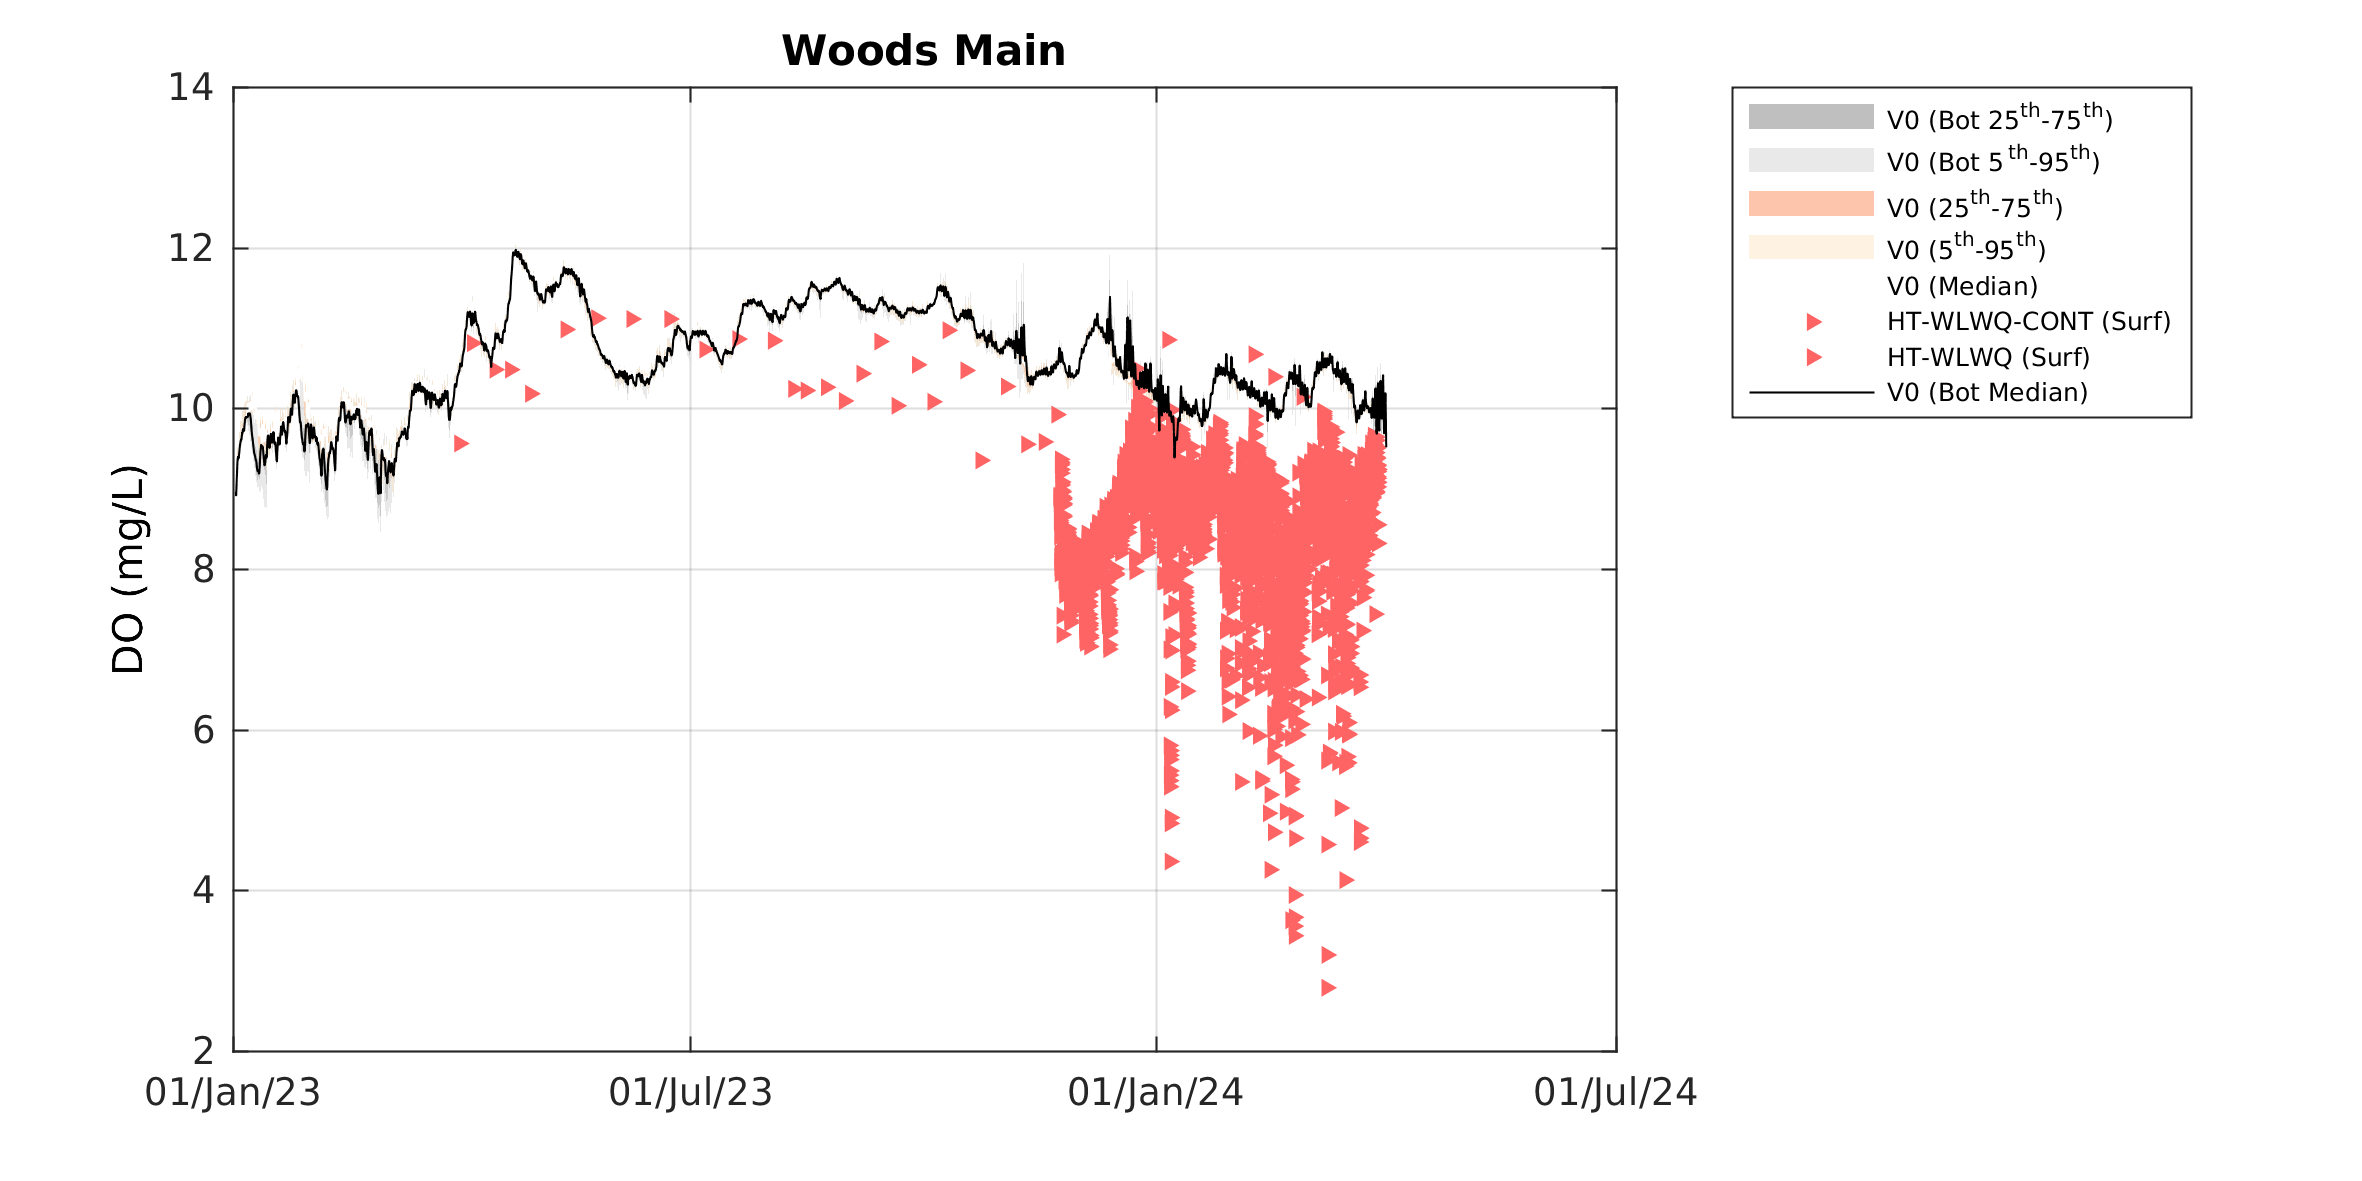 Woods Main
14
12
10
8
6
4
2
DO (mg/L)
01/Jan/23
01/Jul/23
01/Jan/24
01/Jul/24
V0 (Bot 25th-75th)
V0 (Bot 5th-95th)
V0 (25th-75th)
V0 (5th-95th)
V0 (Median)
HT-WLWQ-CONT (Surf)
HT-WLWQ (Surf)
V0 (Bot Median)